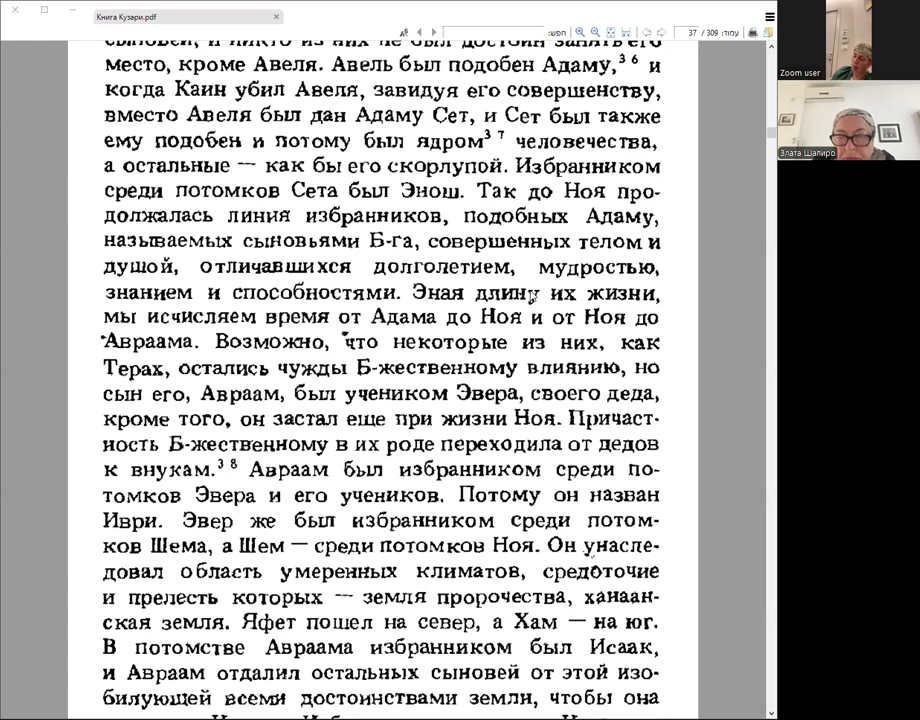 Книга Кузари.pdf
חפש:
37 / 309 :עמוד
место, кроме Авеля. Авель был подобен Адаму,³⁶ и
когда Каин убил Авеля, завидуя его совершенству,
вместо Авеля был дан Адаму Сет, и Сет был также
ему подобен и потому был ядром³⁷ человечества,
а остальные — как бы его скорлупой. Избранником
среди потомков Сета был Энош. Так до Ноя про-
должалась линия избранников, подобных Адаму,
называемых сыновьями Б-га, совершенных телом и
душой, отличавшихся долголетием, мудростью,
знанием и способностями. Зная длину их жизни,
мы исчисляем время от Адама до Ноя и от Ноя до
Авраама. Возможно, что некоторые из них, как
Терах, остались чужды Б-жественному влиянию, но
сын его, Авраам, был учеником Эвера, своего деда,
кроме того, он застал еще при жизни Ноя. Причаст-
ность Б-жественному в их роде переходила от дедов
к внукам.³⁸ Авраам был избранником среди по-
томков Эвера и его учеников. Потому он назван
Иври. Эвер же был избранником среди потом-
ков Шема, а Шем — среди потомков Ноя. Он унасле-
довал область умеренных климатов, средоточие
и прелесть которых — земля пророчества, ханаан-
ская земля. Яфет пошел на север, а Хам — на юг.
В потомстве Авраама избранником был Исаак,
и Авраам отдалил остальных сыновей от этой изо-
билующей всеми достоинствами земли, чтобы она
Zoom user
Злата Шапиро